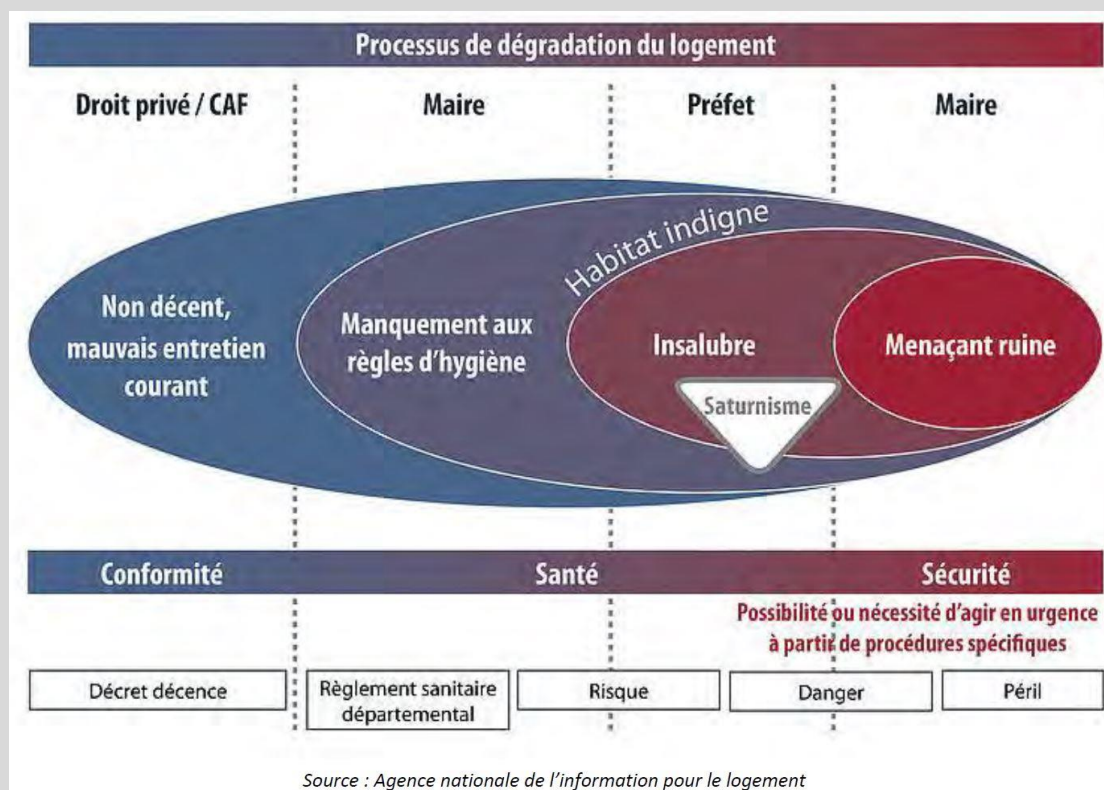 Processus de dégradation du logement
Droit privé / CAF
Maire
Préfet
Maire
Habitat indigne
Non décent,
mauvais entretien
courant
Manquement aux
règles d'hygiène
Insalubre
Saturnisme
Menaçant ruine
Conformité
Santé
Sécurité
Possibilité ou nécessité d'agir en urgence
à partir de procédures spécifiques
Décret décence
Règlement sanitaire
départemental
Risque
Danger
Péril
Source : Agence nationale de l'information pour le logement